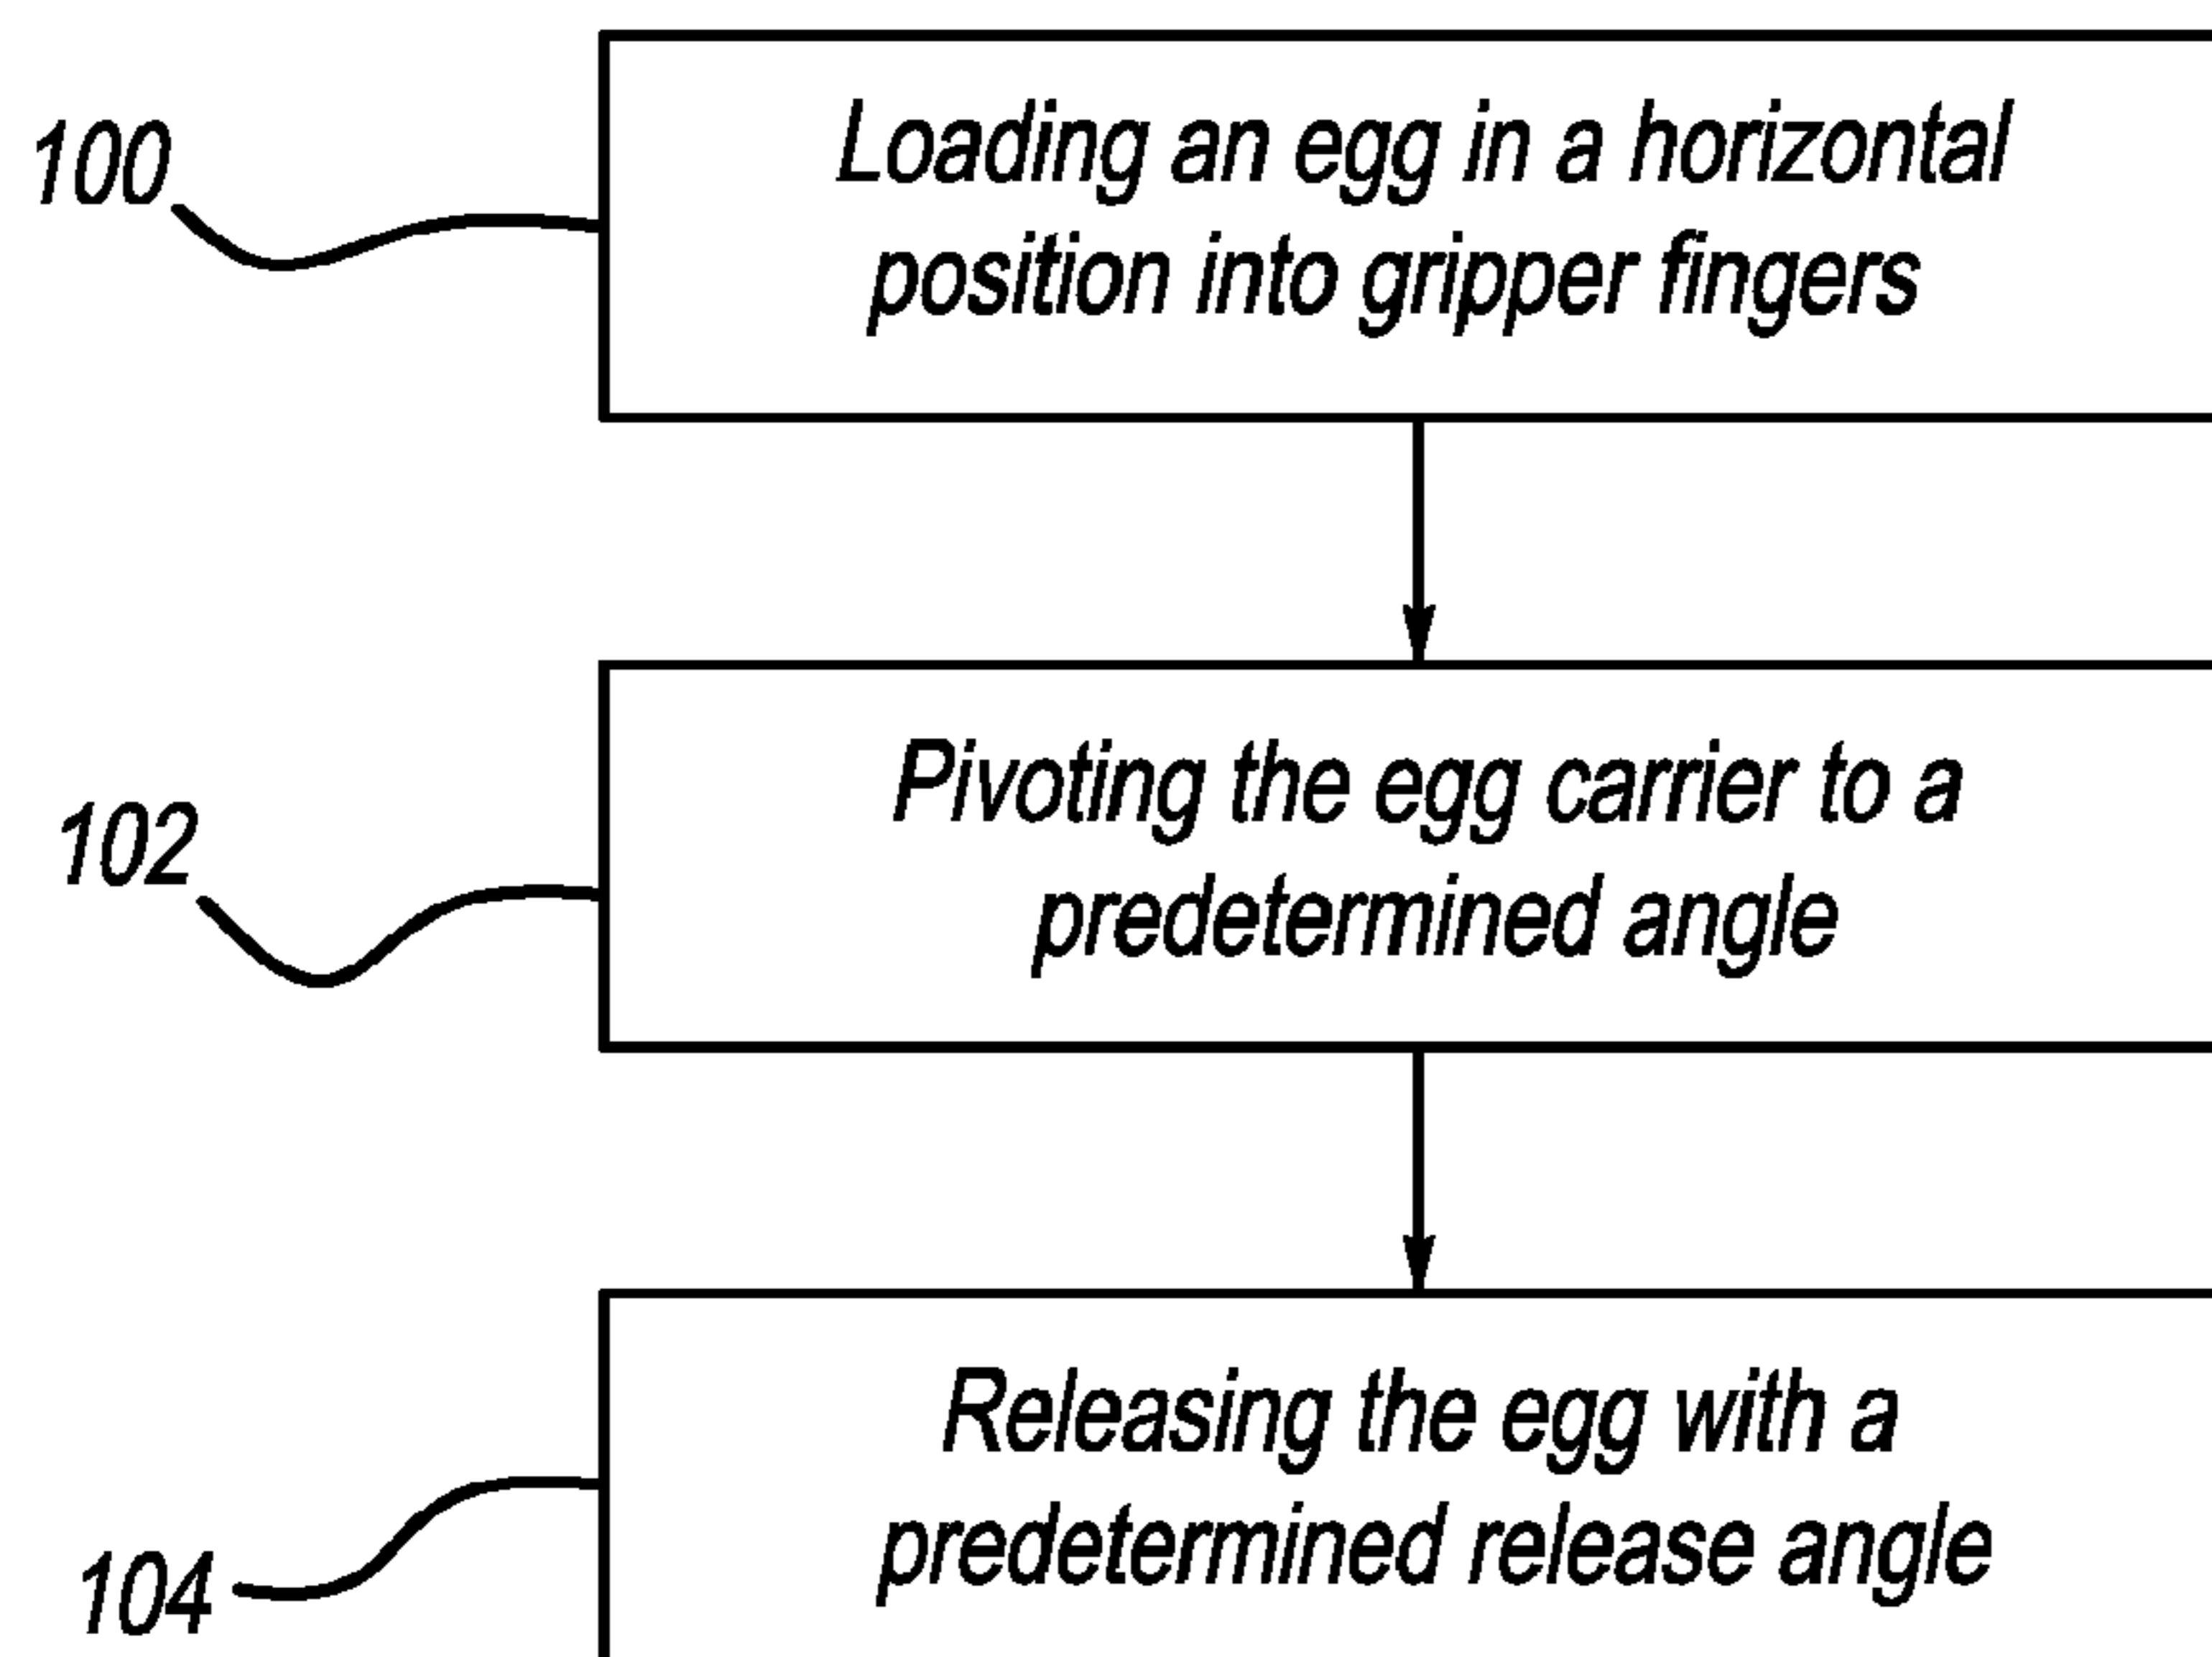 100
Loading an egg in a horizontal
position into gripper fingers
102
Pivoting the egg carrier to a
predetermined angle
Releasing the egg with a
predetermined release angle
104